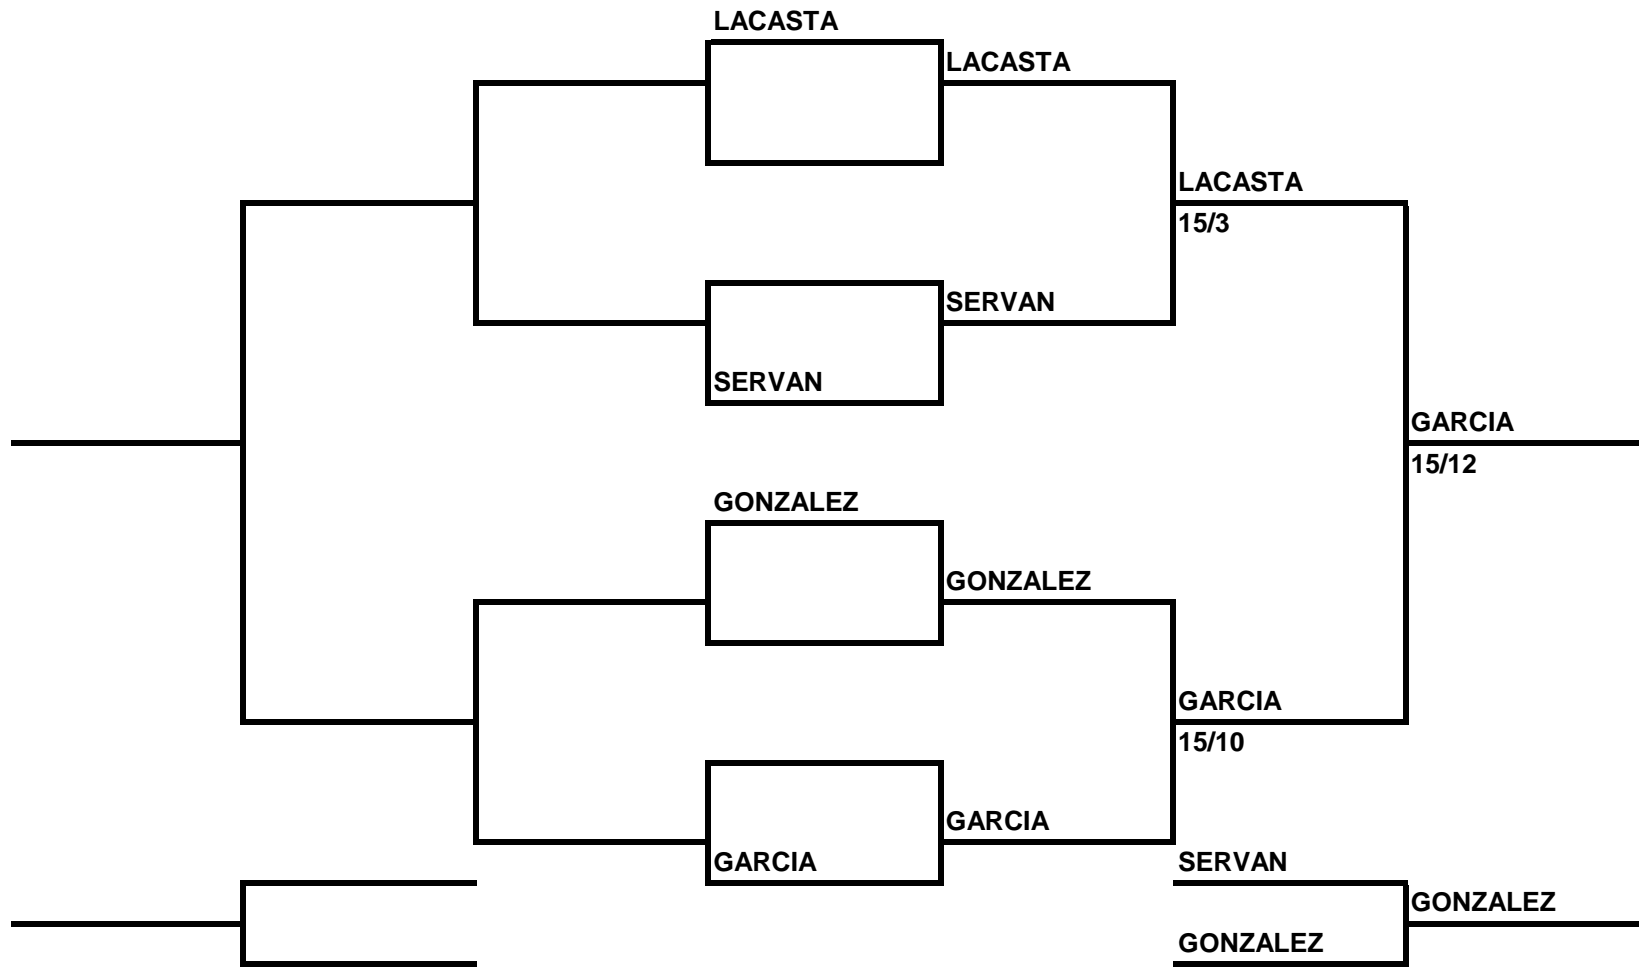 LACASTA
LACASTA
LACASTA
15/3
SERVAN
SERVAN
GARCIA
15/12
GONZALEZ
GONZALEZ
GARCIA
15/10
GARCIA
GARCIA
SERVAN
GONZALEZ
GONZALEZ